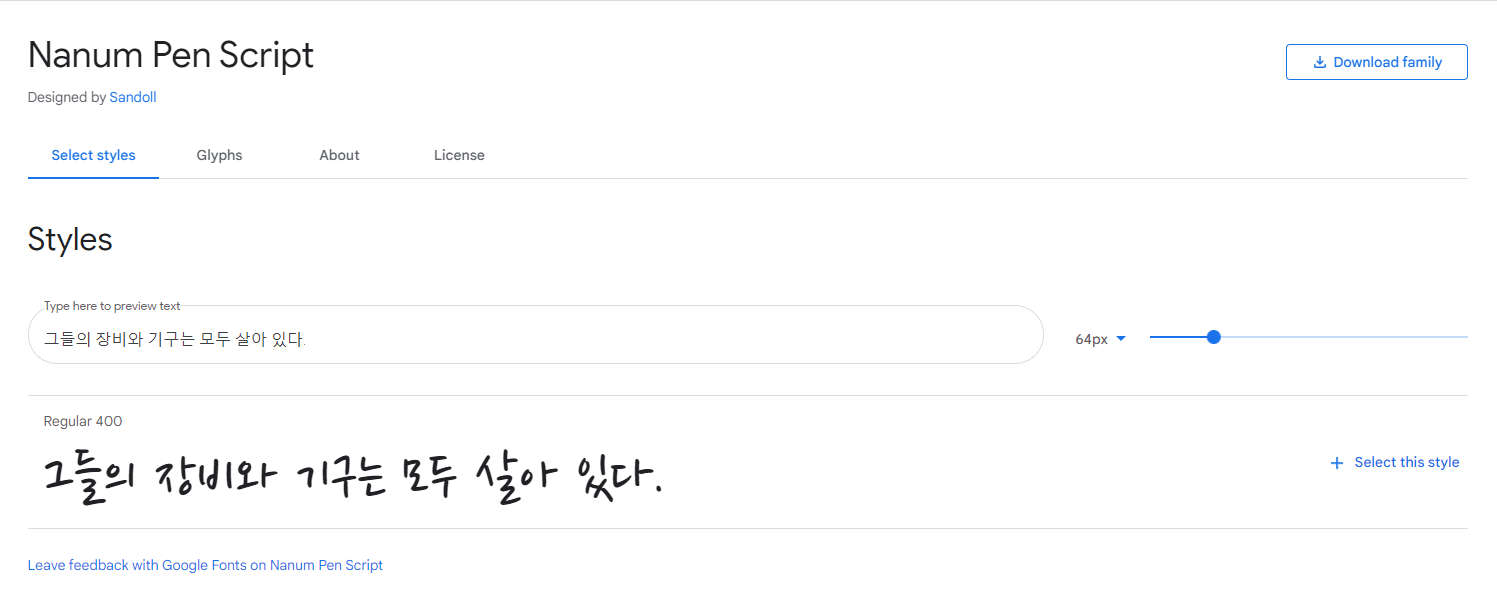 Nanum Pen Script
Download family
Designed by Sandoll
Select styles Glyphs About License
Styles
Type here to preview text
그들의 장비와 기구는 모두 살아 있다.
64px
Regular 400
그들의 장비와 기구는 모두 살아 있다.
Select this style
Leave feedback with Google Fonts on Nanum Pen Script